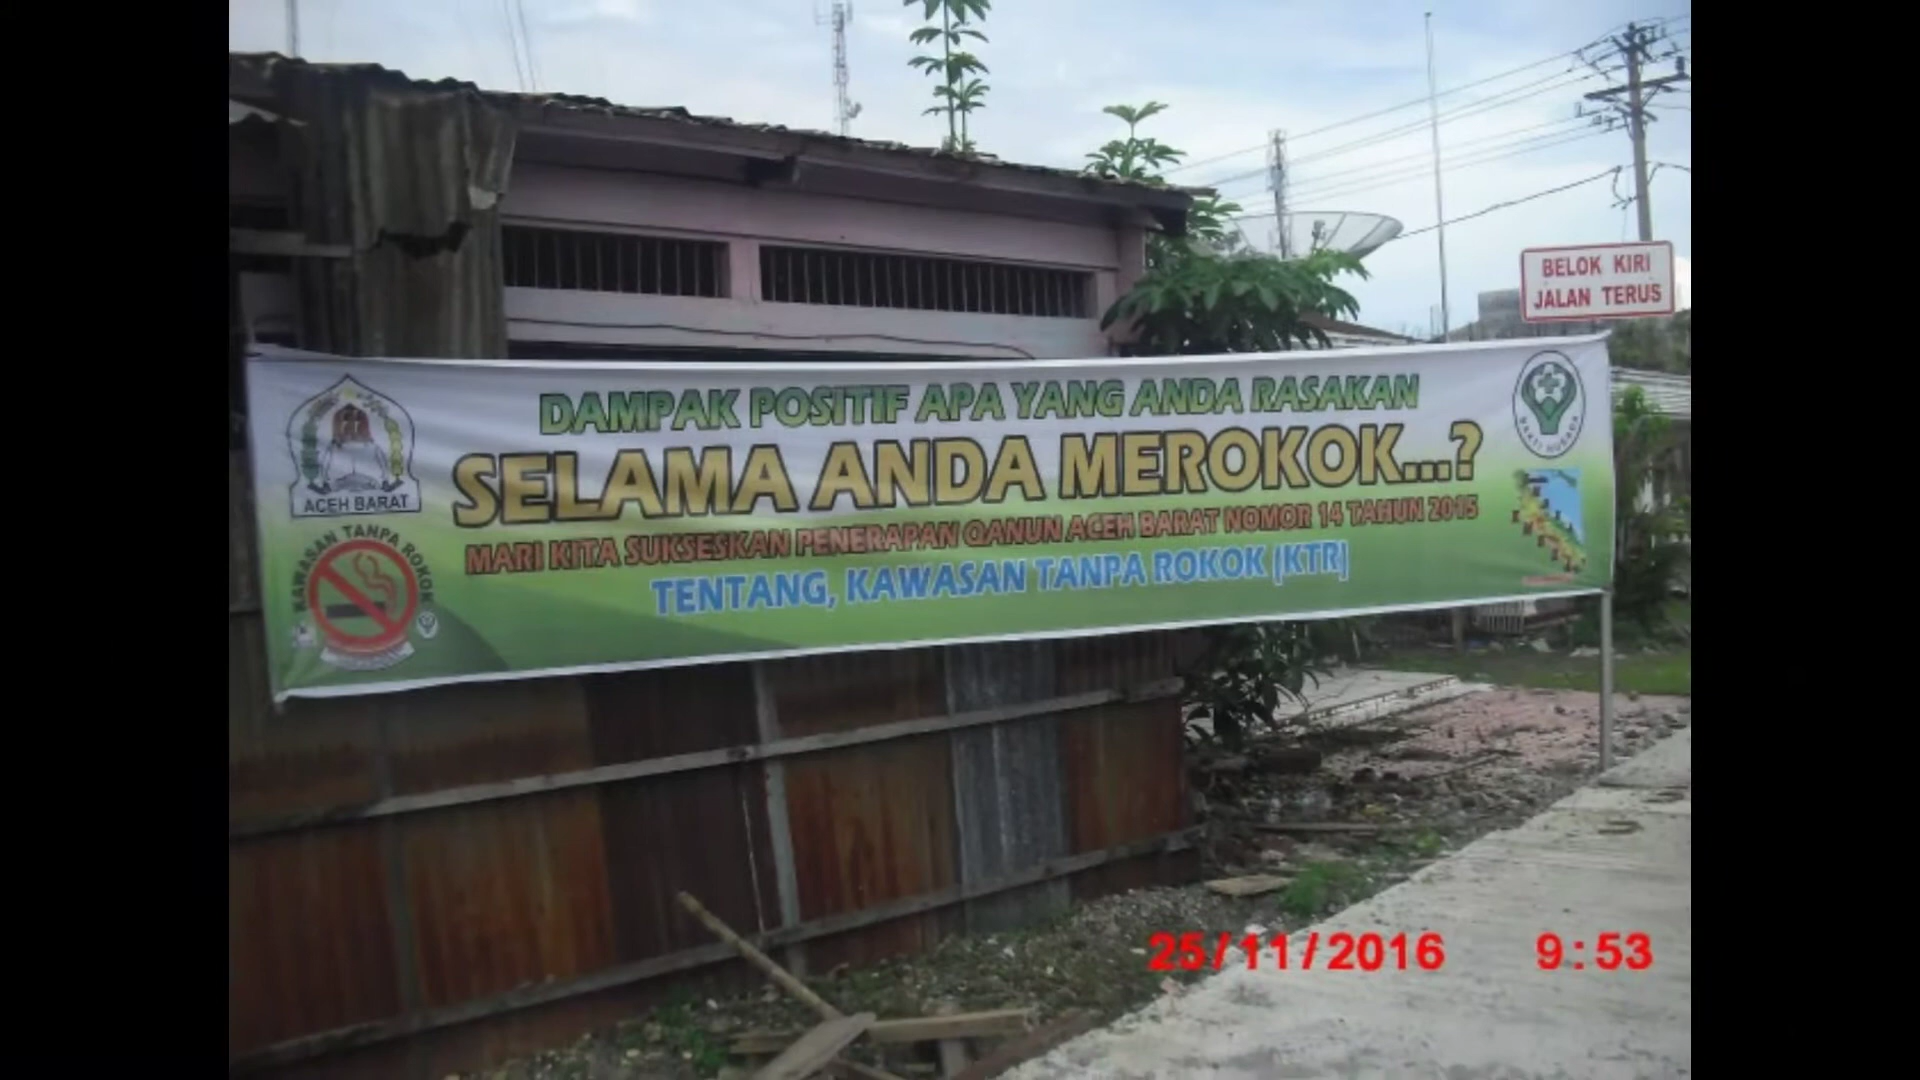 BELOK KIRI
JALAN TERUS
DAMPAK POSITIF APA YANG ANDA RASAKAN
SELAMA ANDA MEROKOK...?
MARI KITA SUKSESKAN PENERAPAN QANUN ACEH BARAT NOMOR 14 TAHUN 2015
TENTANG, KAWASAN TANPA ROKOK (KTR)
ACEH BARAT
KAWASAN TANPA ROKOK
BAKTI HUSADA
25/11/2016 9:53